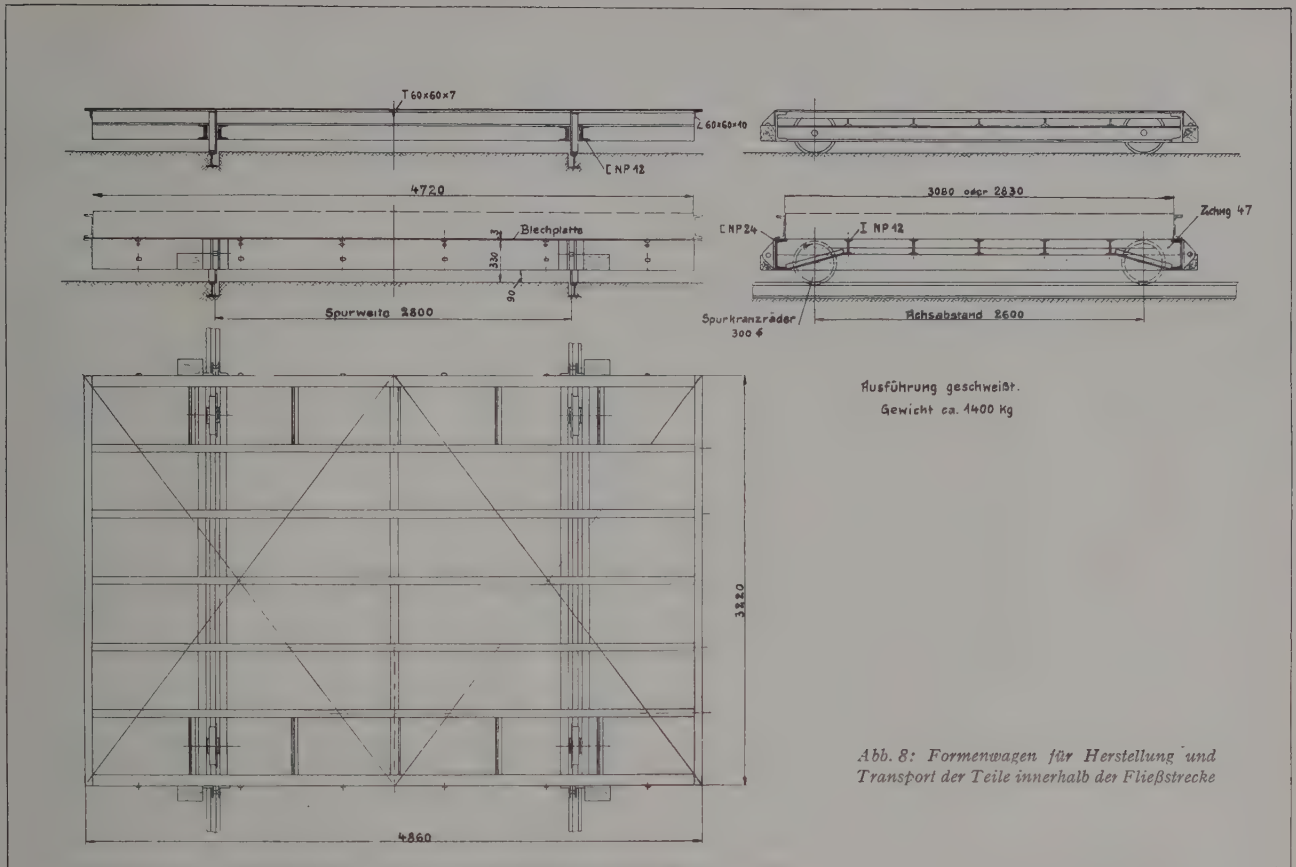 T 60×60×7
L 60×60×10
[ NP 12
4720
Blechplatte
3
330
90
Spurweite 2800
3080 oder 2830
Zchng 47
[ NP 24
I NP 12
Spurkranzräder
300 ϕ
Achsabstand 2600
Ausführung geschweißt.
Gewicht ca. 1400 Kg
3220
4860
Abb. 8: Formenwagen für Herstellung und
Transport der Teile innerhalb der Fließstrecke